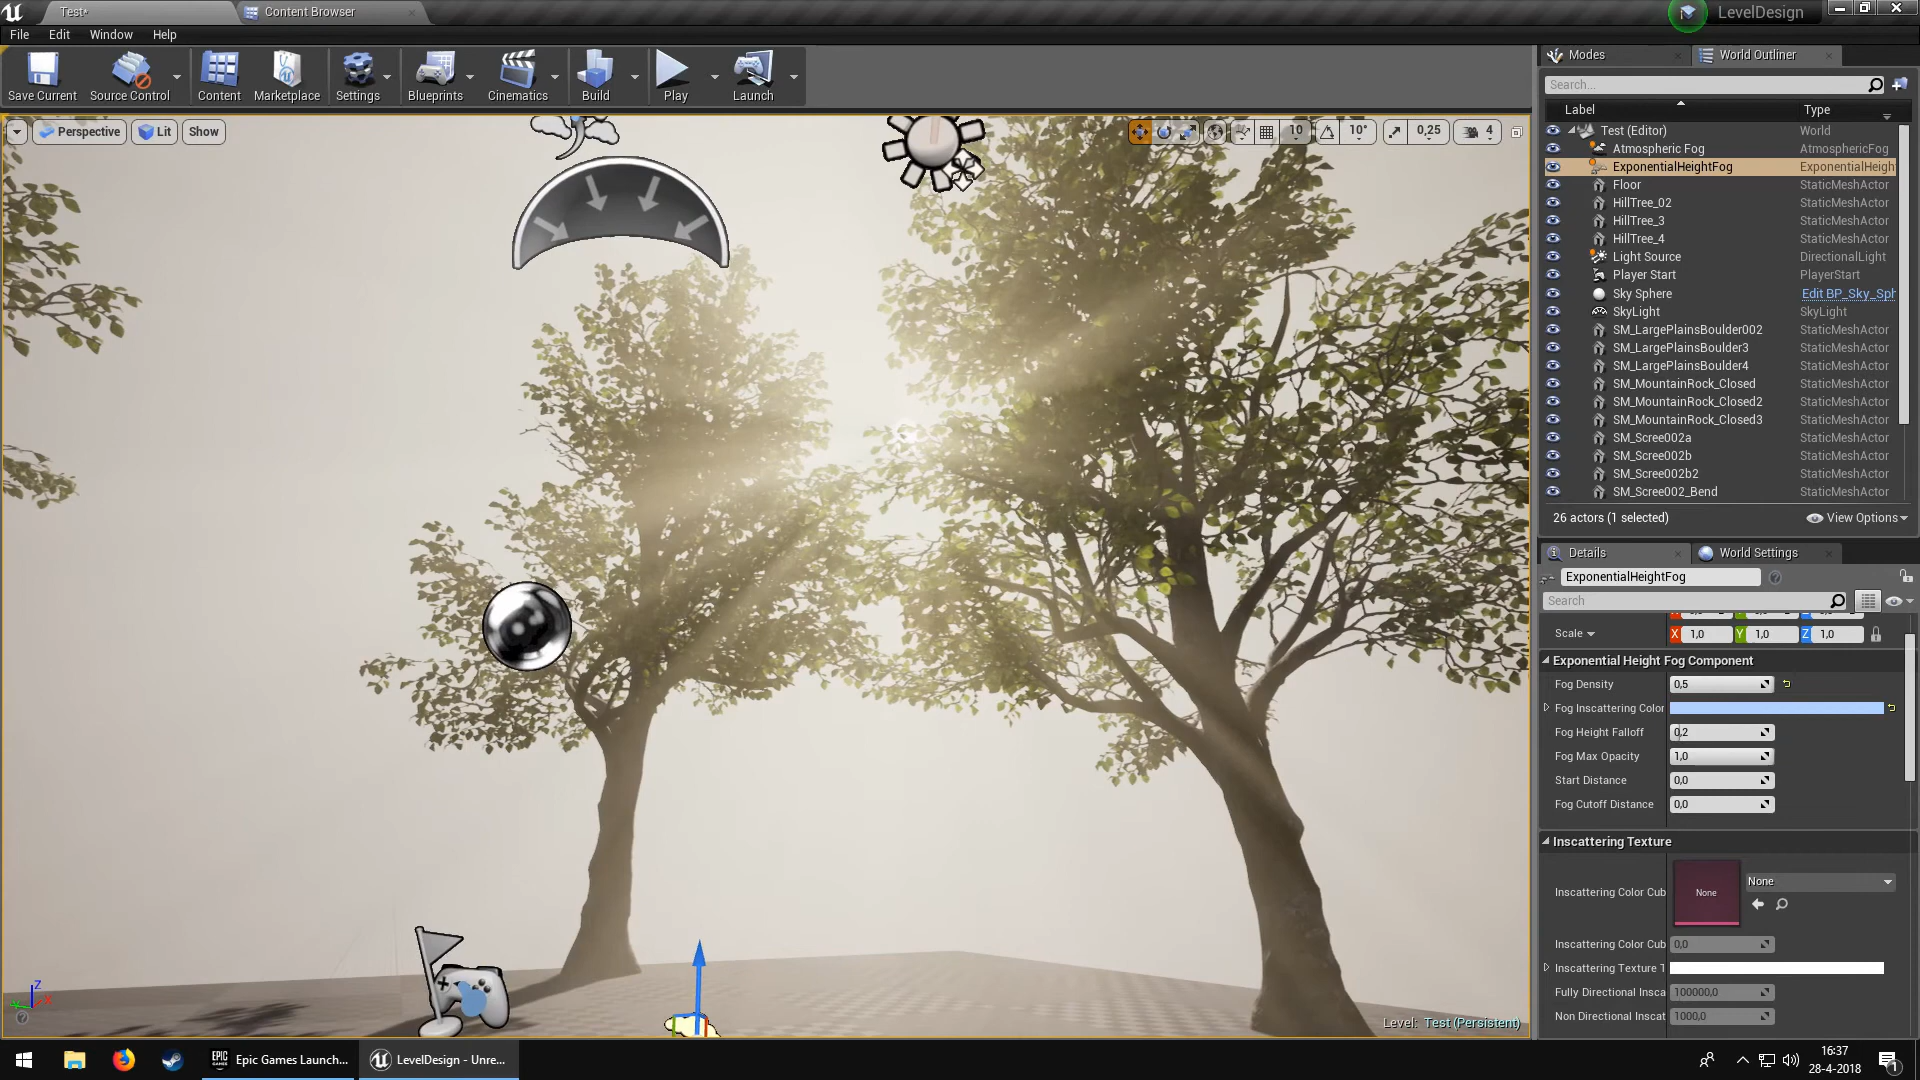 Test*
Content Browser
LevelDesign
File Edit Window Help
Save Current
Source Control
Content
Marketplace
Settings
Blueprints
Cinematics
Build
Play
Launch
Perspective
Lit
Show
10
10°
0,25
4
Modes
World Outliner
Search...
Label
Type
Test (Editor) World
Atmospheric Fog AtmosphericFog
ExponentialHeightFog ExponentialHeigh
Floor StaticMeshActor
HillTree_02 StaticMeshActor
HillTree_3 StaticMeshActor
HillTree_4 StaticMeshActor
Light Source DirectionalLight
Player Start PlayerStart
Sky Sphere Edit BP_Sky_Sph
SkyLight SkyLight
SM_LargePlainsBoulder002 StaticMeshActor
SM_LargePlainsBoulder3 StaticMeshActor
SM_LargePlainsBoulder4 StaticMeshActor
SM_MountainRock_Closed StaticMeshActor
SM_MountainRock_Closed2 StaticMeshActor
SM_MountainRock_Closed3 StaticMeshActor
SM_Scree002a StaticMeshActor
SM_Scree002b StaticMeshActor
SM_Scree002b2 StaticMeshActor
SM_Scree002_Bend StaticMeshActor
26 actors (1 selected)
View Options
Details
World Settings
ExponentialHeightFog
Search
Scale X 1,0 Y 1,0 Z 1,0
Exponential Height Fog Component
Fog Density 0,5
Fog Inscattering Color
Fog Height Falloff 0,2
Fog Max Opacity 1,0
Start Distance 0,0
Fog Cutoff Distance 0,0
Inscattering Texture
Inscattering Color Cub
None
None
Inscattering Color Cub 0,0
Inscattering Texture T
Fully Directional Insca 100000,0
Non Directional Inscat 1000,0
Z
X
Level: Test (Persistent)
EPIC GAMES
Epic Games Launch...
LevelDesign - Unre...
16:37
28-4-2018
1